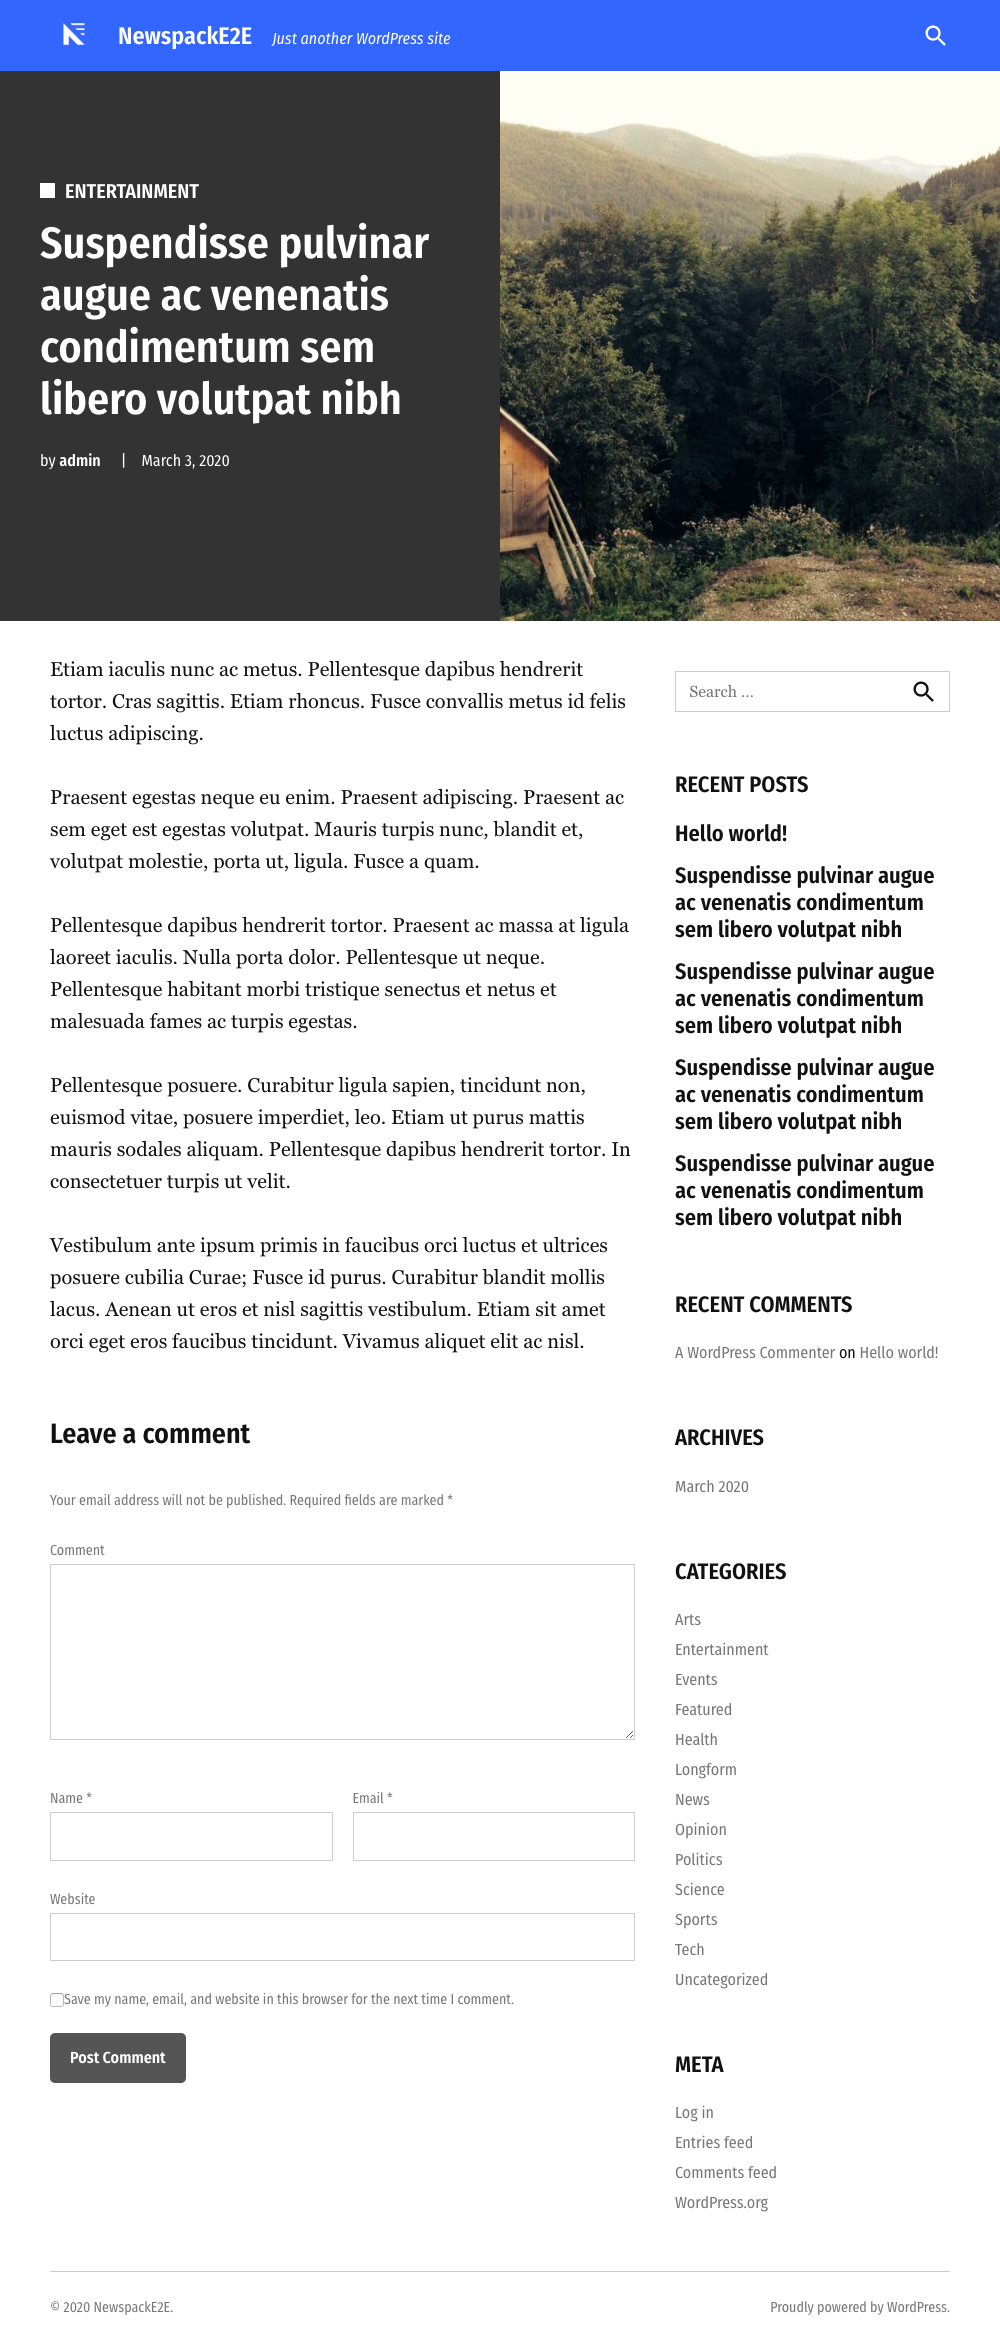 NewspackE2E Just another WordPress site
ENTERTAINMENT
Suspendisse pulvinar
augue ac venenatis
condimentum sem
libero volutpat nibh
by admin | March 3, 2020
Etiam iaculis nunc ac metus. Pellentesque dapibus hendrerit
tortor. Cras sagittis. Etiam rhoncus. Fusce convallis metus id felis
luctus adipiscing.
Praesent egestas neque eu enim. Praesent adipiscing. Praesent ac
sem eget est egestas volutpat. Mauris turpis nunc, blandit et,
volutpat molestie, porta ut, ligula. Fusce a quam.
Pellentesque dapibus hendrerit tortor. Praesent ac massa at ligula
laoreet iaculis. Nulla porta dolor. Pellentesque ut neque.
Pellentesque habitant morbi tristique senectus et netus et
malesuada fames ac turpis egestas.
Pellentesque posuere. Curabitur ligula sapien, tincidunt non,
euismod vitae, posuere imperdiet, leo. Etiam ut purus mattis
mauris sodales aliquam. Pellentesque dapibus hendrerit tortor. In
consectetuer turpis ut velit.
Vestibulum ante ipsum primis in faucibus orci luctus et ultrices
posuere cubilia Curae; Fusce id purus. Curabitur blandit mollis
lacus. Aenean ut eros et nisl sagittis vestibulum. Etiam sit amet
orci eget eros faucibus tincidunt. Vivamus aliquet elit ac nisl.
Leave a comment
Your email address will not be published. Required fields are marked *
Comment
Name *
Email *
Website
Save my name, email, and website in this browser for the next time I comment.
Post Comment
Search …
RECENT POSTS
Hello world!
Suspendisse pulvinar augue
ac venenatis condimentum
sem libero volutpat nibh
Suspendisse pulvinar augue
ac venenatis condimentum
sem libero volutpat nibh
Suspendisse pulvinar augue
ac venenatis condimentum
sem libero volutpat nibh
Suspendisse pulvinar augue
ac venenatis condimentum
sem libero volutpat nibh
RECENT COMMENTS
A WordPress Commenter on Hello world!
ARCHIVES
March 2020
CATEGORIES
Arts
Entertainment
Events
Featured
Health
Longform
News
Opinion
Politics
Science
Sports
Tech
Uncategorized
META
Log in
Entries feed
Comments feed
WordPress.org
© 2020 NewspackE2E.
Proudly powered by WordPress.